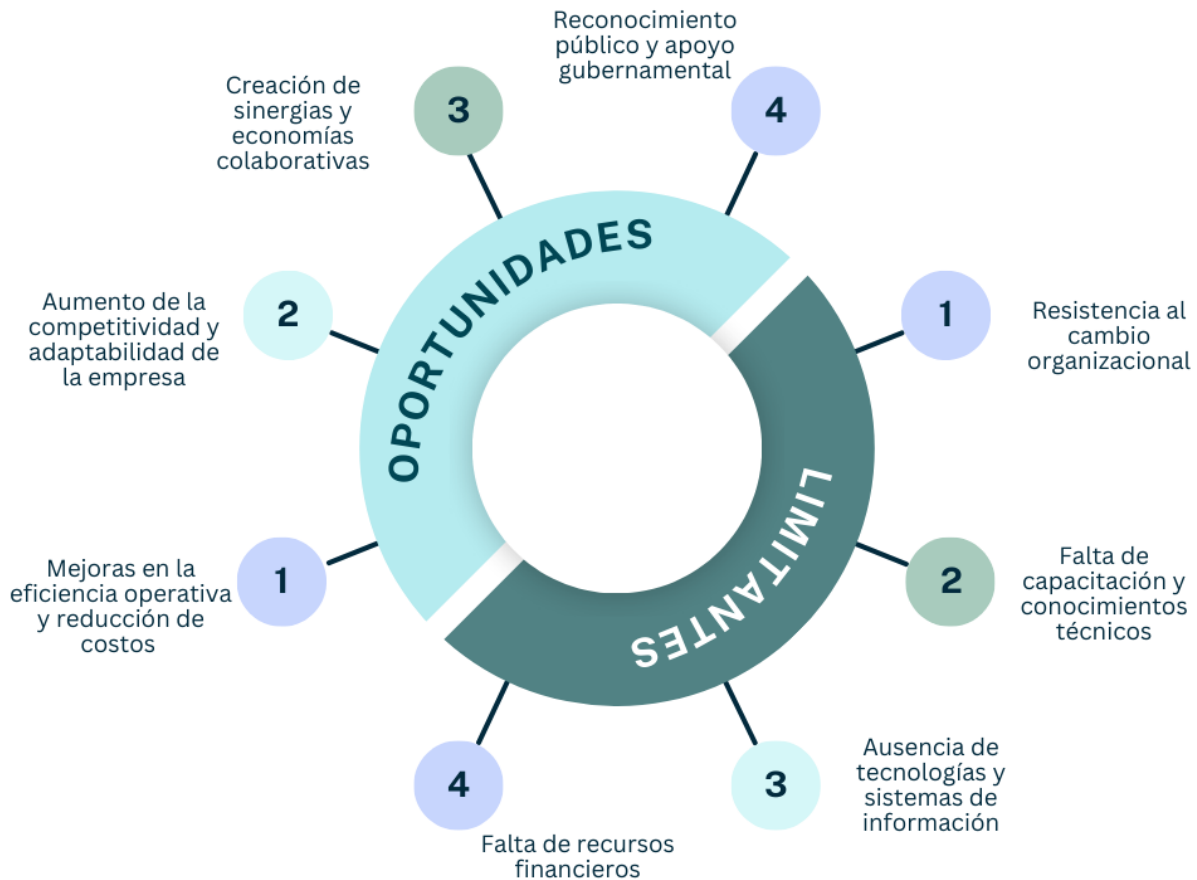 Reconocimiento
público y apoyo
gubernamental
4
Creación de
sinergias y
economías
colaborativas
3
OPORTUNIDADES
Aumento de la
competitividad y
adaptabilidad de
la empresa
2
1
Resistencia al
cambio
organizacional
Mejoras en la
eficiencia operativa
y reducción de
costos
1
LIMITANTES
2
Falta de
capacitación y
conocimientos
técnicos
4
Falta de recursos
financieros
3
Ausencia de
tecnologías y
sistemas de
información